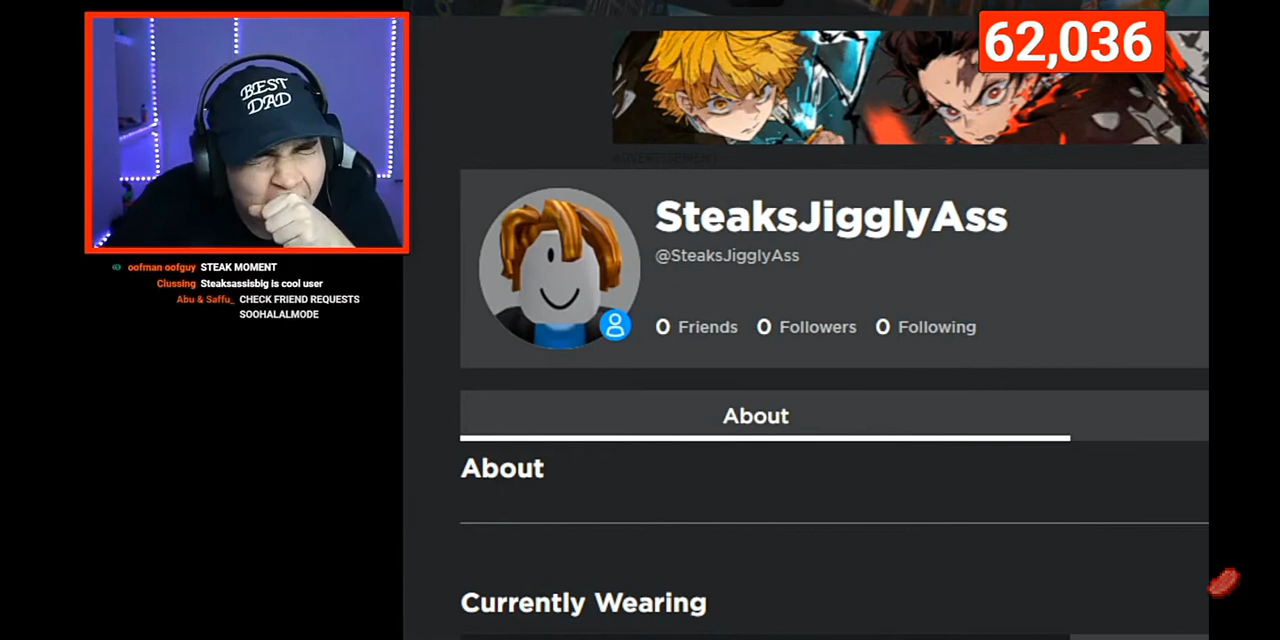 BEST
DAD
62,036
ADVERTISEMENT
SteaksJigglyAss
@SteaksJigglyAss
0 Friends 0 Followers 0 Following
oofman oofguy STEAK MOMENT
Clussing Steaksassisbig is cool user
Abu & Saffu_ CHECK FRIEND REQUESTS
SOOHALALMODE
About
About
Currently Wearing